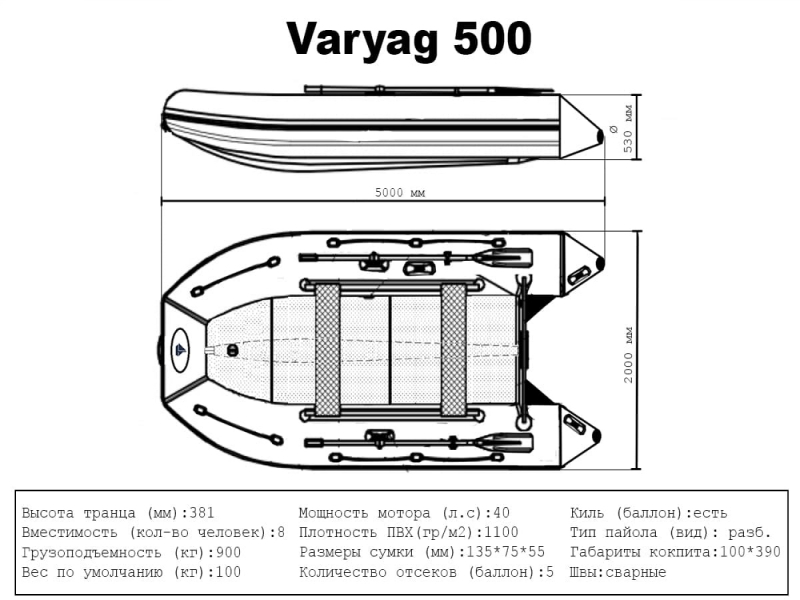 Varyag 500
Ø 530 мм
5000 мм
2000 мм
Высота транца (мм):381
Вместимость (кол-во человек):8
Грузоподъемность (кг):900
Вес по умолчанию (кг):100
Мощность мотора (л.с):40
Плотность ПВХ(гр/м2):1100
Размеры сумки (мм):135*75*55
Количество отсеков (баллон):5
Киль (баллон):есть
Тип пайола (вид): разб.
Габариты кокпита:100*390
Швы:сварные